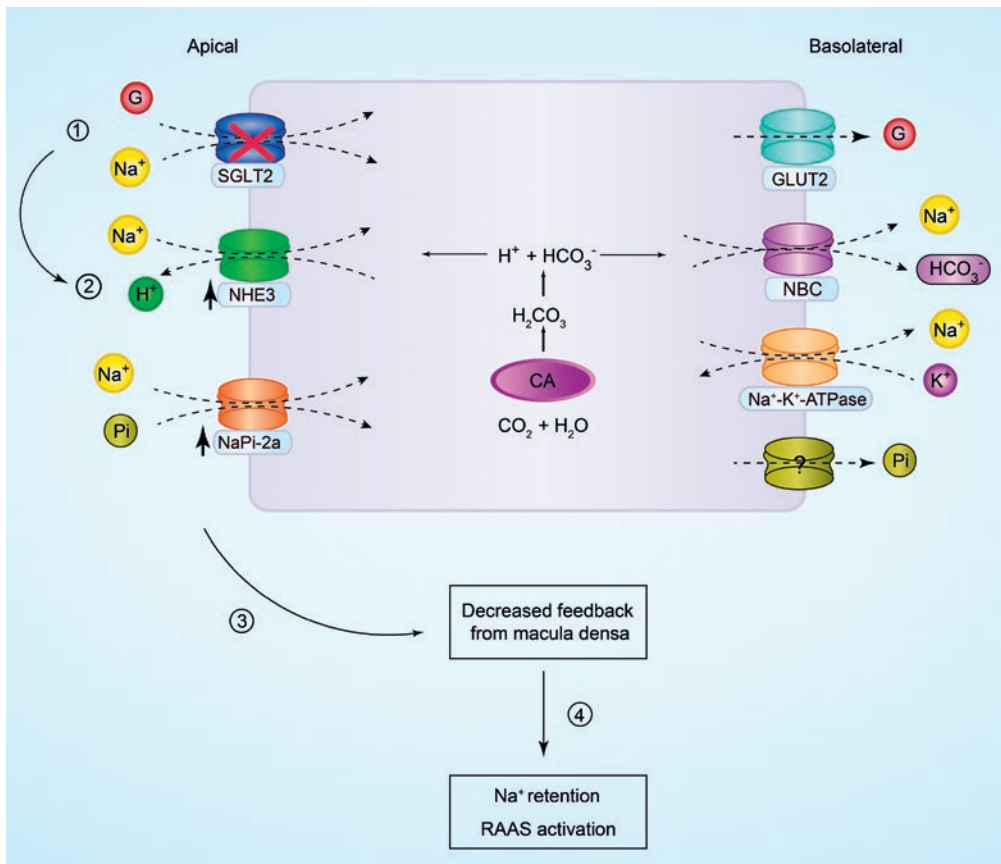 Apical
Basolateral
G
①
Na⁺
SGLT2
GLUT2
G
Na⁺
②
H⁺
NHE3
H⁺ + HCO₃⁻
NBC
Na⁺
HCO₃⁻
H₂CO₃
Na⁺
Pi
NaPi-2a
CA
CO₂ + H₂O
Na⁺-K⁺-ATPase
Na⁺
K⁺
?
Pi
③
Decreased feedback
from macula densa
④
Na⁺ retention
RAAS activation